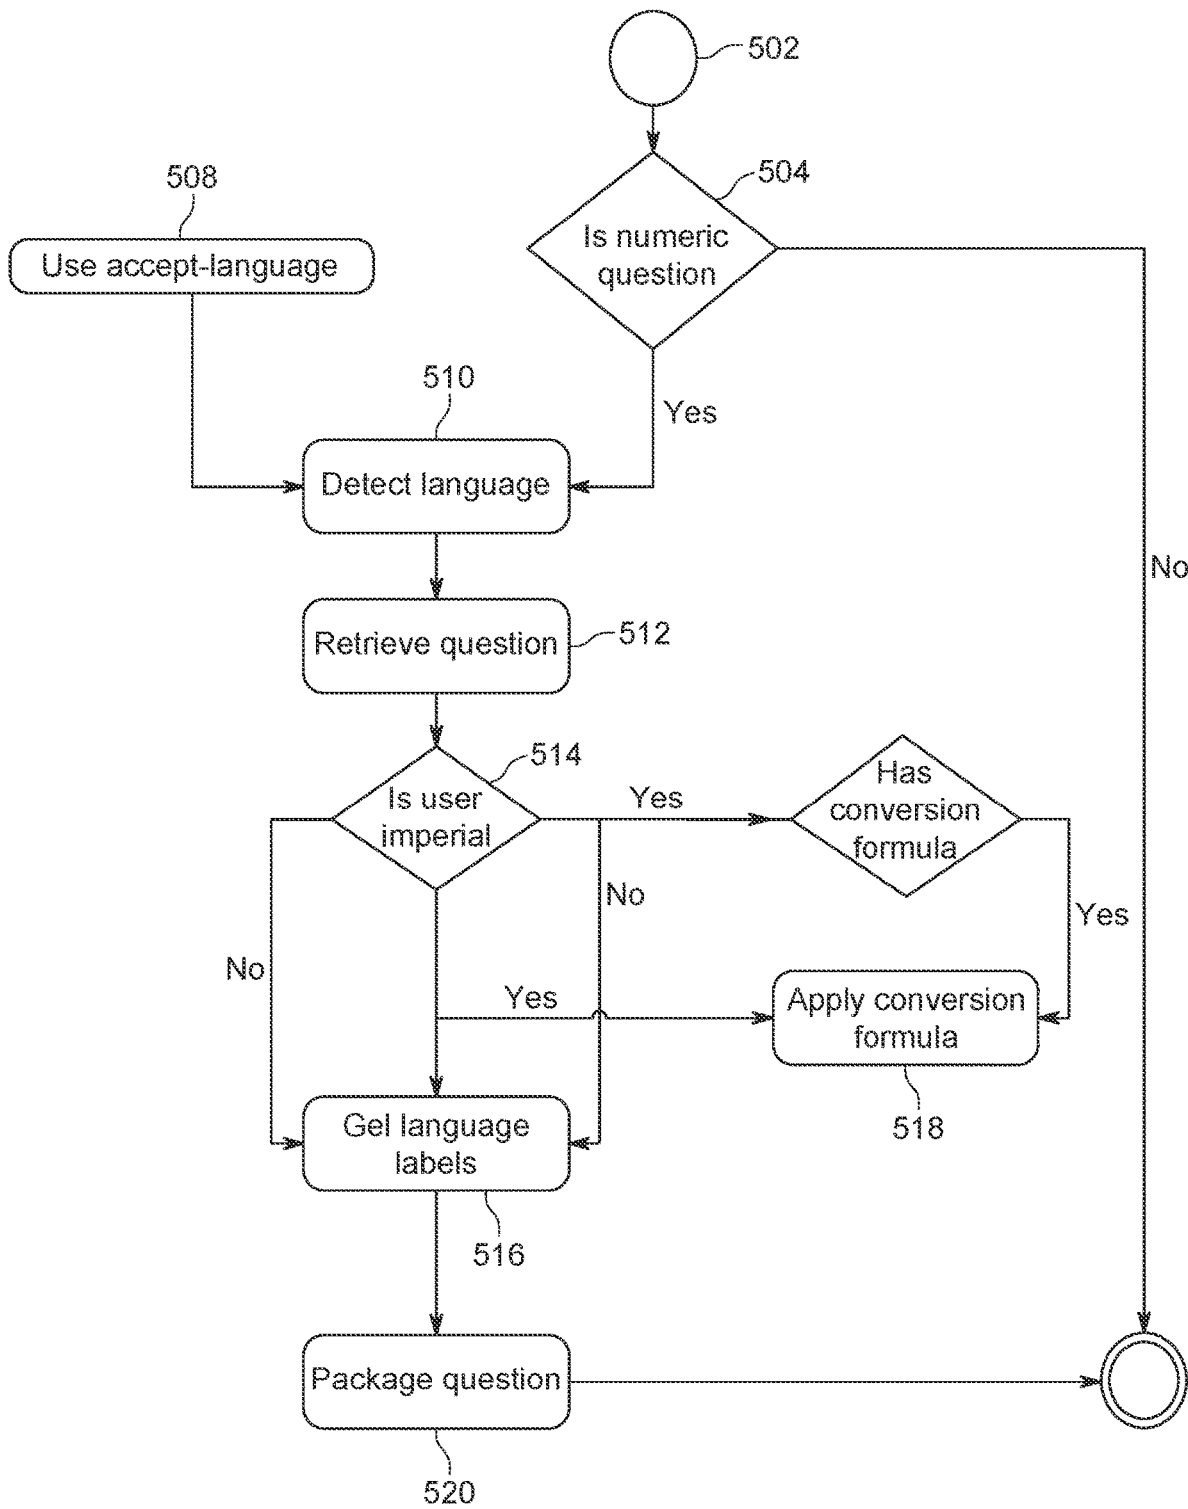 502
504
Is numeric
question
508
Use accept-language
510
Yes
Detect language
No
Retrieve question
512
514
Is user
imperial
Yes
Has
conversion
formula
No
Yes
No
Yes
Apply conversion
formula
518
Gel language
labels
516
Package question
520